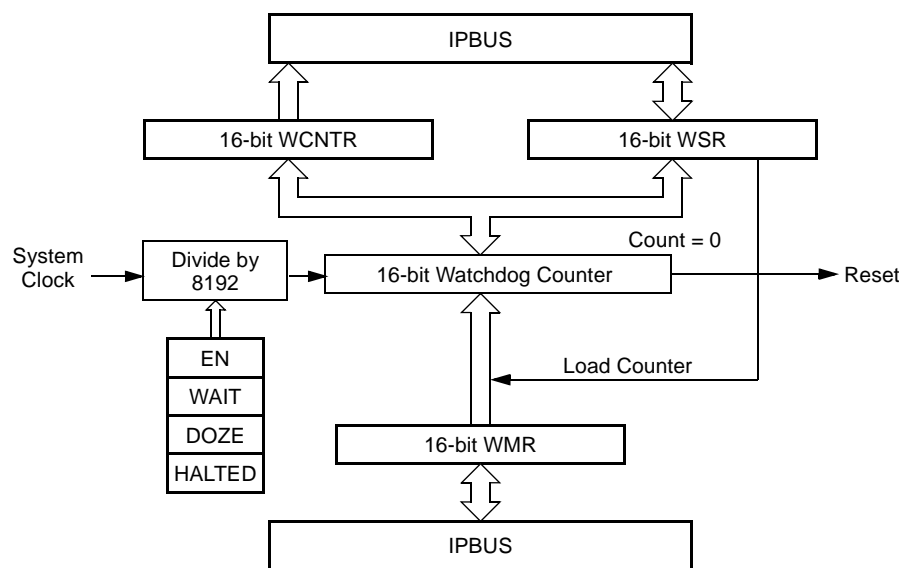 IPBUS
16-bit WCNTR
16-bit WSR
Count = 0
System
Clock
Divide by
8192
16-bit Watchdog Counter
Reset
EN
WAIT
DOZE
HALTED
Load Counter
16-bit WMR
IPBUS